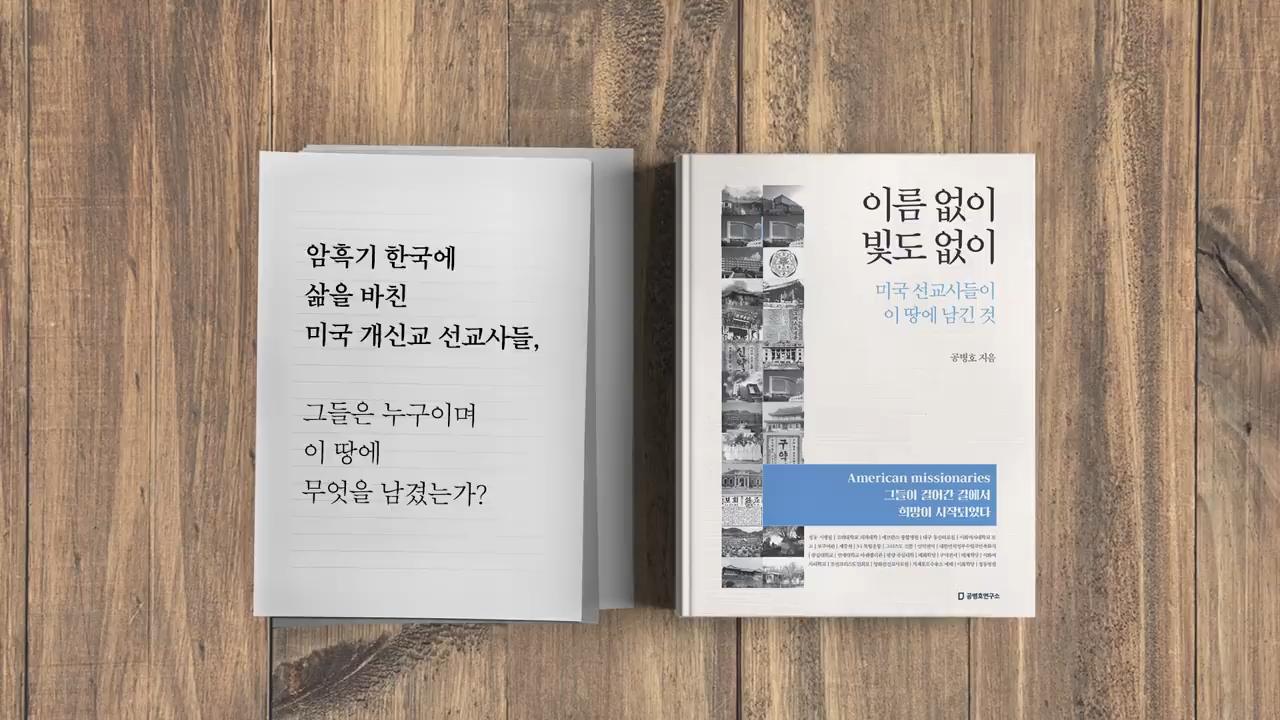 암흑기 한국에
삶을 바친
미국 개신교 선교사들,
그들은 누구이며
이 땅에
무엇을 남겼는가?
이름 없이
빛도 없이
미국 선교사들이
이 땅에 남긴 것
공병호 지음
구약
American missionaries
그들이 걸어간 길에서
희망이 시작되었다
공병호연구소